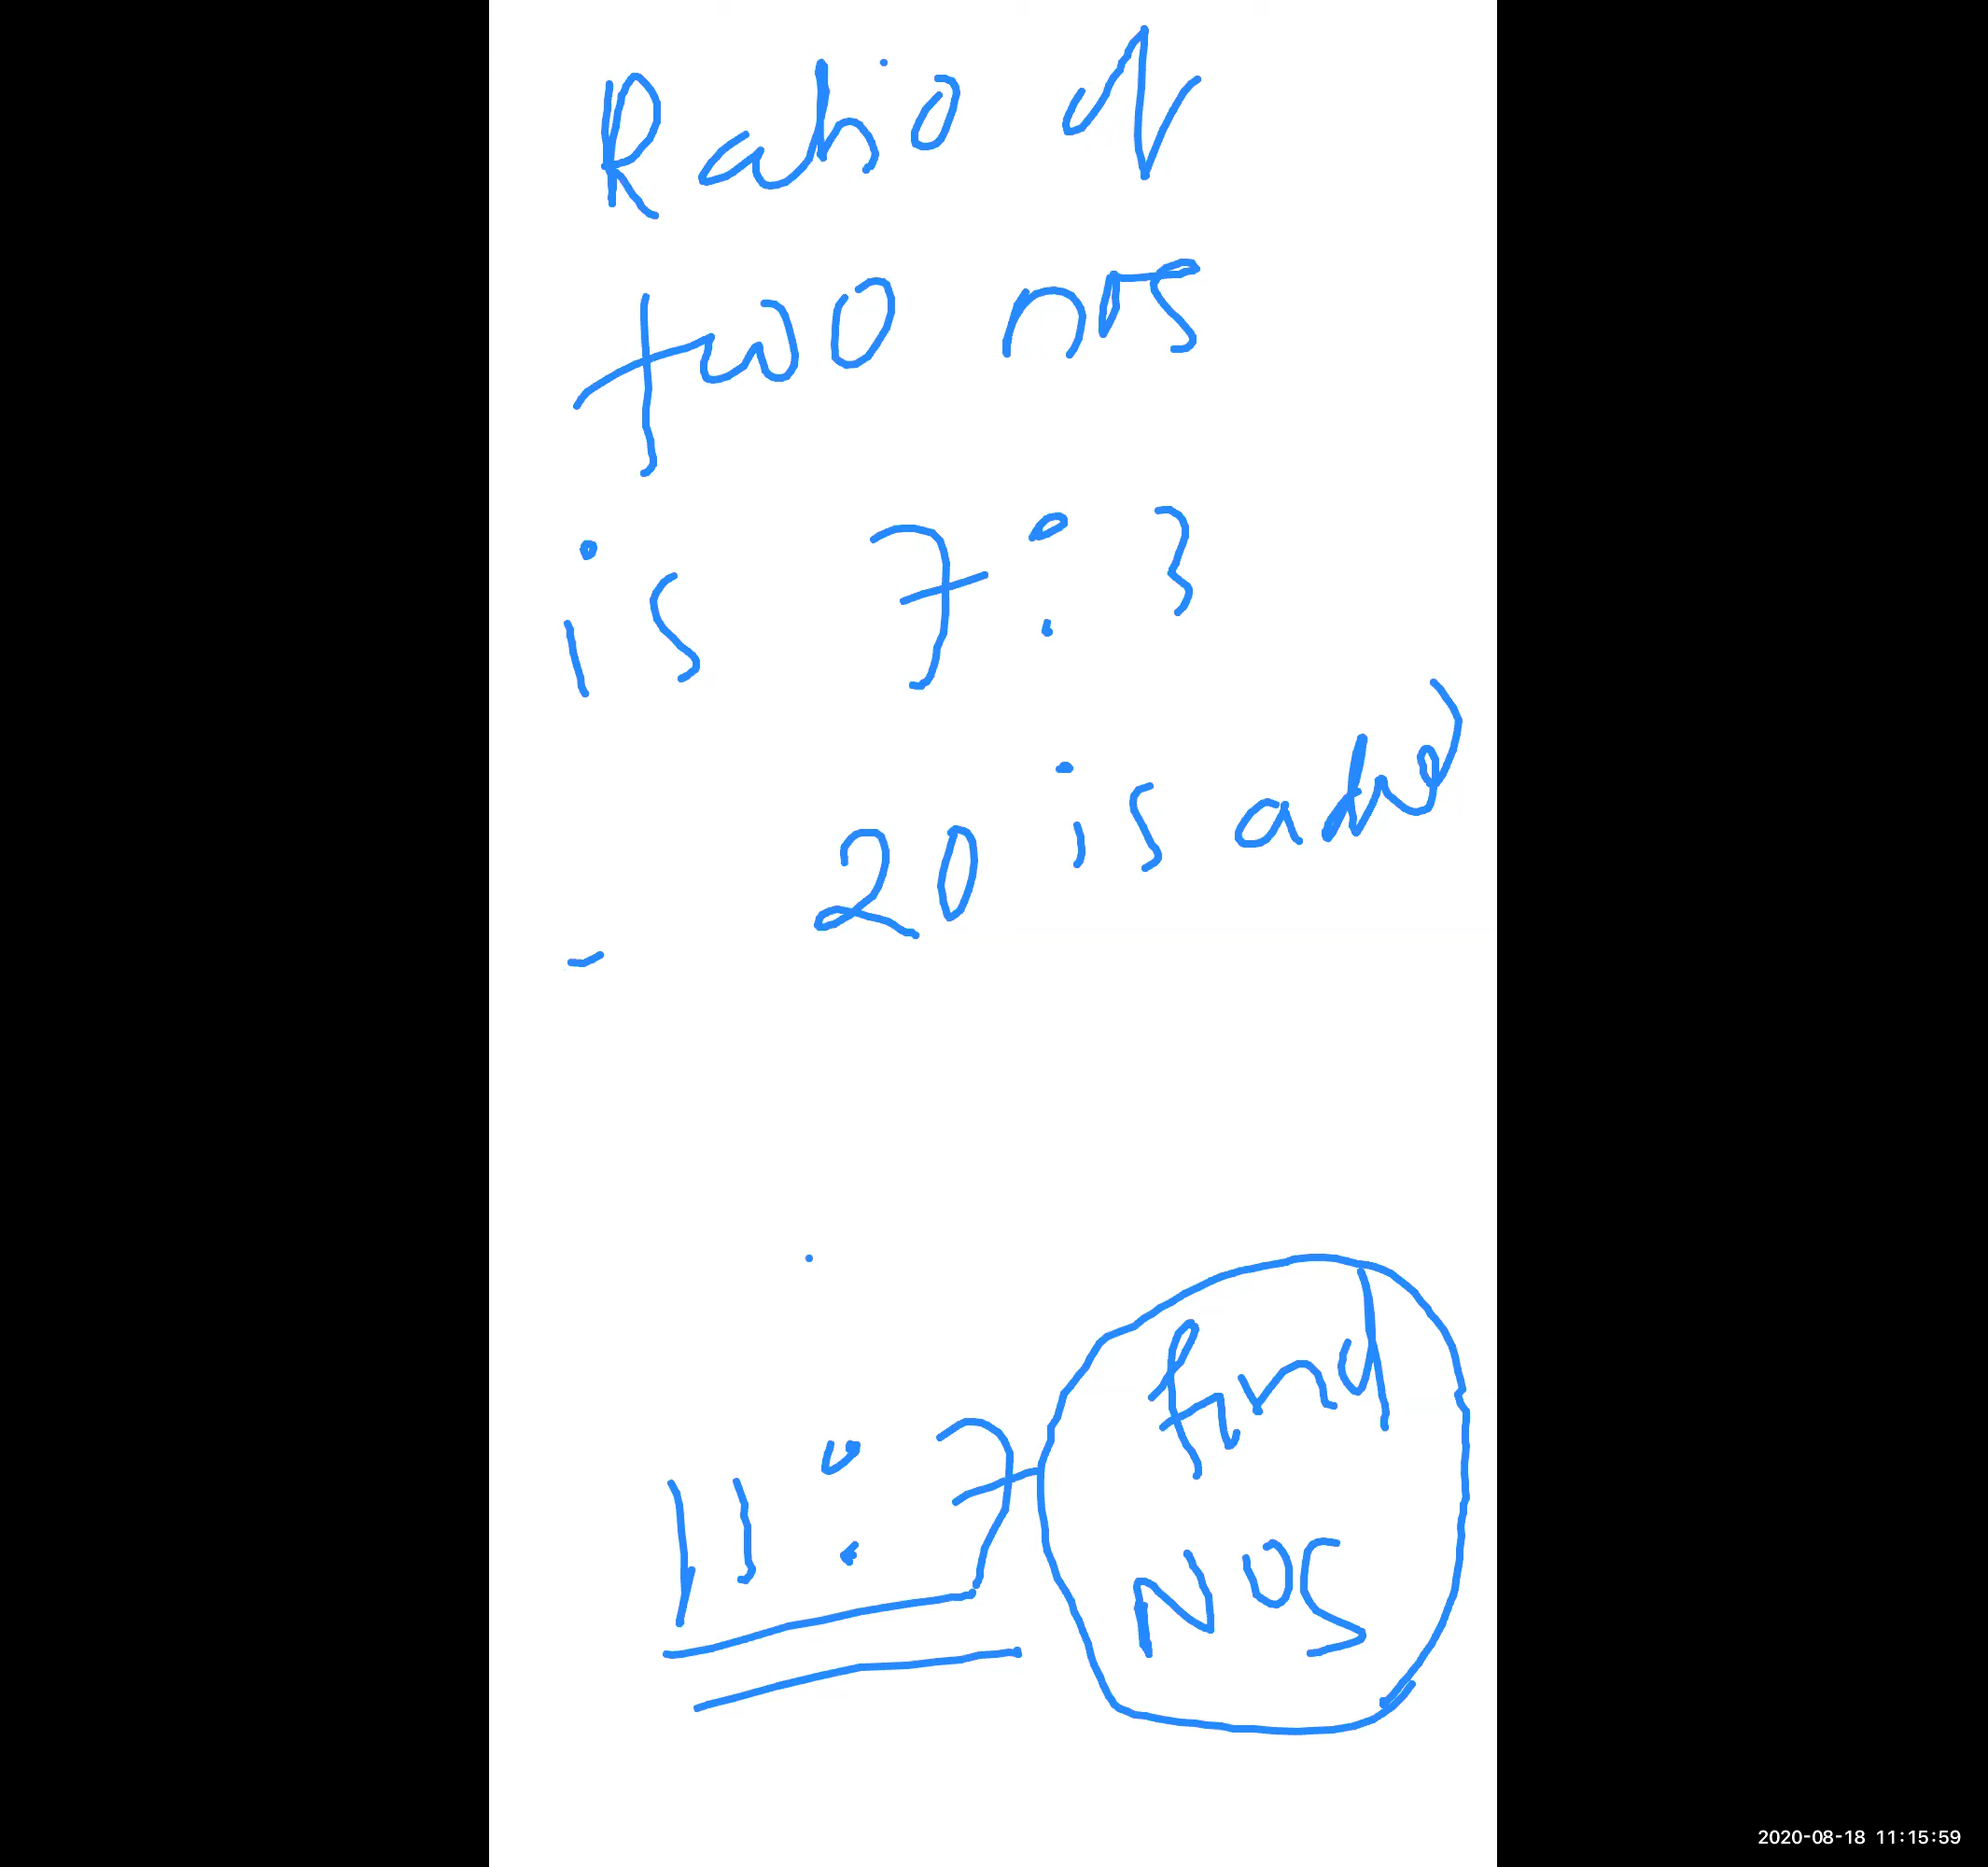 Ratio of
two nos
is 7:3
20 is added
-
11:7
find
Nos
2020-08-18 11:15:59